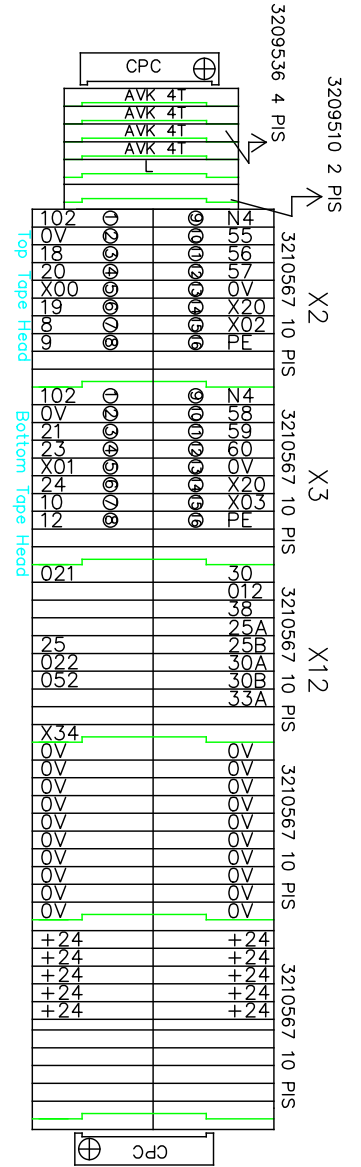 3209536 4 PIS
3209510 2 PIS
CPC
AVK 4T
AVK 4T
AVK 4T
AVK 4T
L
X2
3210567 10 PIS
Top Tape Head
102 1 9 N4
0V 2 10 55
18 3 11 56
20 4 12 57
X00 5 13 0V
19 6 14 X20
8 7 15 X02
9 8 16 PE
X3
3210567 10 PIS
Bottom Tape Head
102 1 9 N4
0V 2 10 58
21 3 11 59
23 4 12 60
X01 5 13 0V
24 6 14 X20
10 7 15 X03
12 8 16 PE
X12
3210567 10 PIS
021 30
012
38
25A
25 25B
022 30A
052 30B
33A
X34
3210567 10 PIS
0V 0V
0V 0V
0V 0V
0V 0V
0V 0V
0V 0V
0V 0V
0V 0V
0V 0V
0V 0V
3210567 10 PIS
+24 +24
+24 +24
+24 +24
+24 +24
+24 +24
CPC